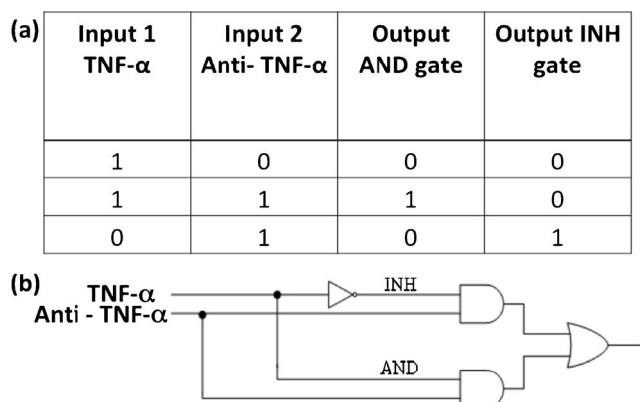 (a)
Input 1 Input 2 Output Output INH
TNF-α Anti- TNF-α AND gate gate
1 0 0 0
1 1 1 0
0 1 0 1
(b)
TNF-α
Anti - TNF-α
INH
AND